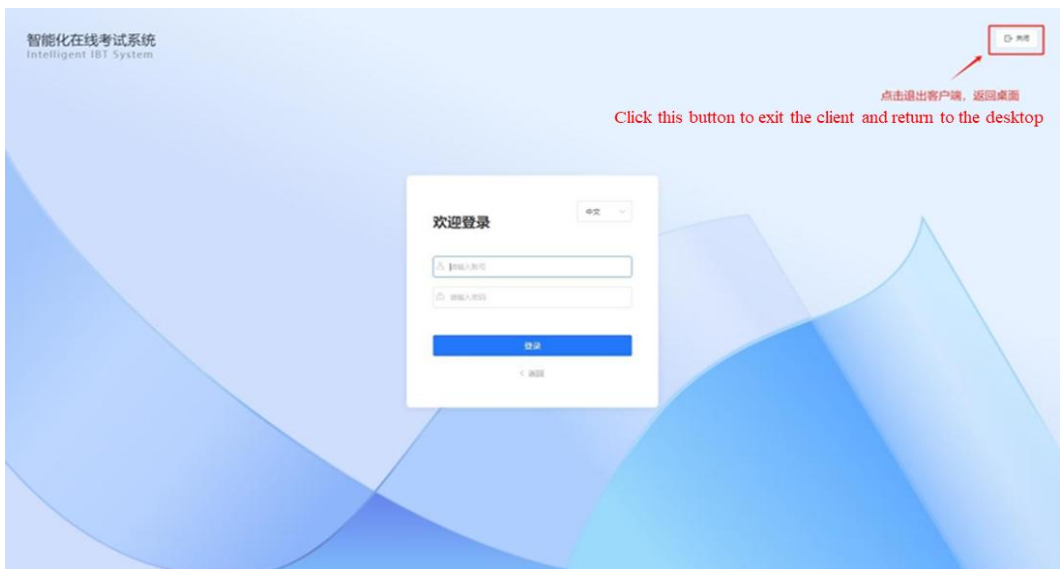 智能化在线考试系统
Intelligent IBT System
关闭
点击退出客户端，返回桌面
Click this button to exit the client and return to the desktop
欢迎登录
中文
请输入账号
请输入密码
登录
返回